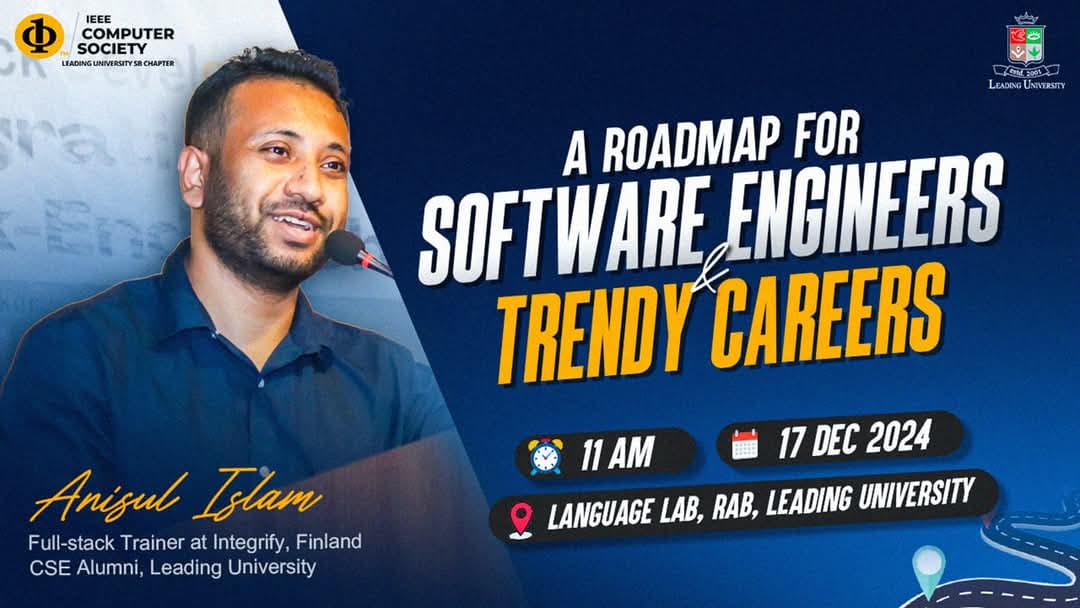 IEEE
COMPUTER
SOCIETY
LEADING UNIVERSITY SB CHAPTER
estd. 2001
LEADING UNIVERSITY
A ROADMAP FOR
SOFTWARE ENGINEERS
&
TRENDY CAREERS
11 AM
17 DEC 2024
LANGUAGE LAB, RAB, LEADING UNIVERSITY
Anisul Islam
Full-stack Trainer at Integrify, Finland
CSE Alumni, Leading University